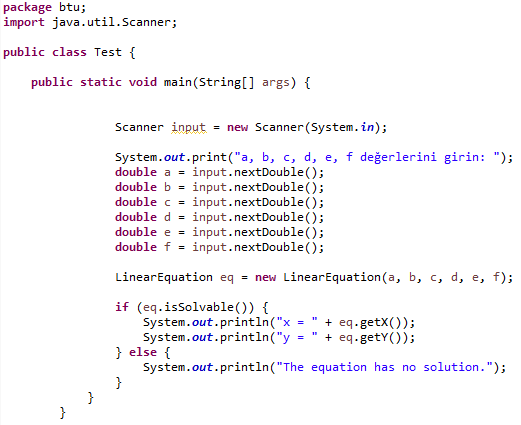 package btu;
import java.util.Scanner;
public class Test {
public static void main(String[] args) {
Scanner input = new Scanner(System.in);
System.out.print("a, b, c, d, e, f değerlerini girin: ");
double a = input.nextDouble();
double b = input.nextDouble();
double c = input.nextDouble();
double d = input.nextDouble();
double e = input.nextDouble();
double f = input.nextDouble();
LinearEquation eq = new LinearEquation(a, b, c, d, e, f);
if (eq.isSolvable()) {
System.out.println("x = " + eq.getX());
System.out.println("y = " + eq.getY());
} else {
System.out.println("The equation has no solution.");
}
}
}